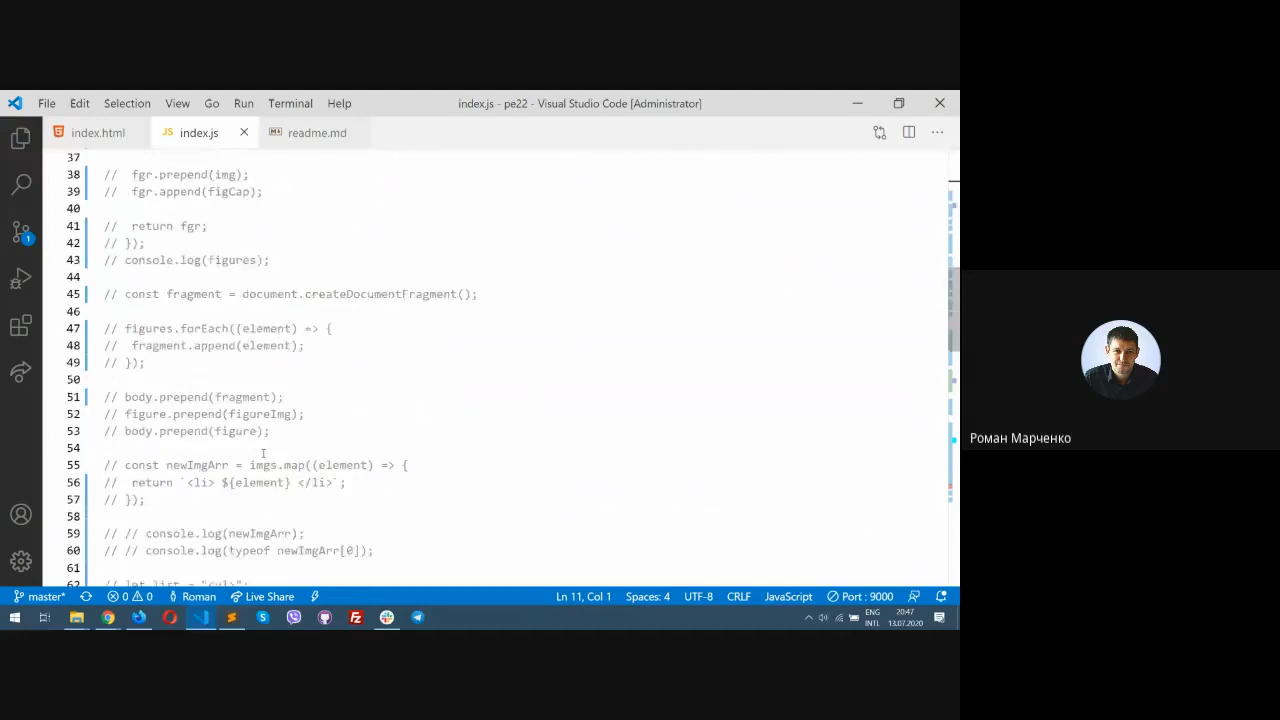 File Edit Selection View Go Run Terminal Help index.js - pe22 - Visual Studio Code [Administrator]
index.html JS index.js readme.md
37
38 //  fgr.prepend(img);
39 //  fgr.append(figCap);
40
41 //  return fgr;
42 // });
43 // console.log(figures);
44
45 // const fragment = document.createDocumentFragment();
46
47 // figures.forEach((element) => {
48 //  fragment.append(element);
49 // });
50
51 // body.prepend(fragment);
52 // figure.prepend(figureImg);
53 // body.prepend(figure);
54
55 // const newImgArr = imgs.map((element) => {
56 //  return `<li> ${element} </li>`;
57 // });
58
59 // // console.log(newImgArr);
60 // // console.log(typeof newImgArr[0]);
61
62 // let list = "<ul>";
1
master* 0 0 Roman Live Share Ln 11, Col 1 Spaces: 4 UTF-8 CRLF JavaScript Port : 9000
ENG 20:47
INTL 13.07.2020
Роман Марченко